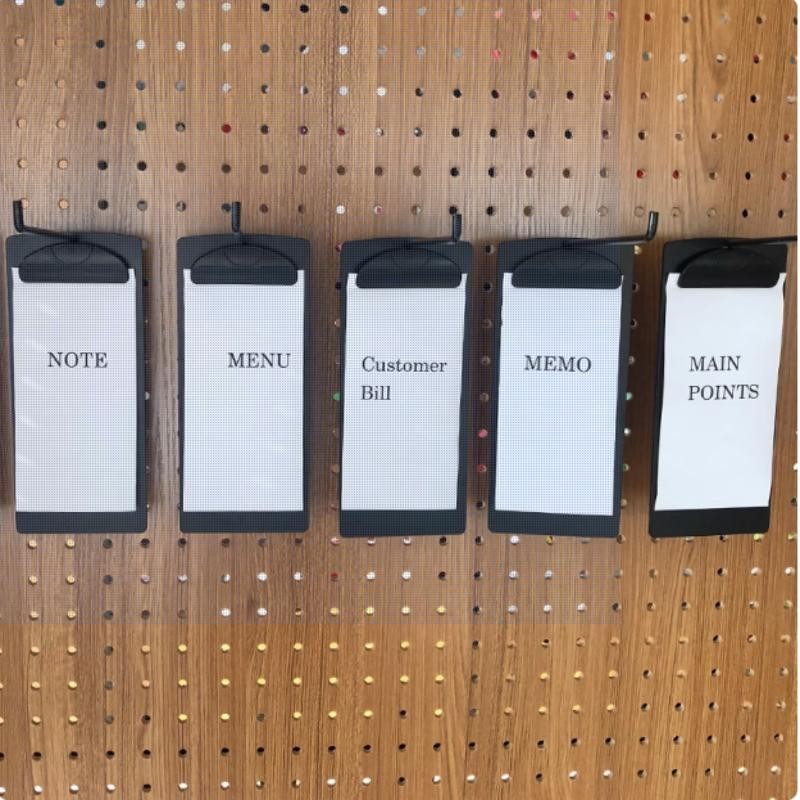 NOTE
MENU
Customer
Bill
MEMO
MAIN
POINTS